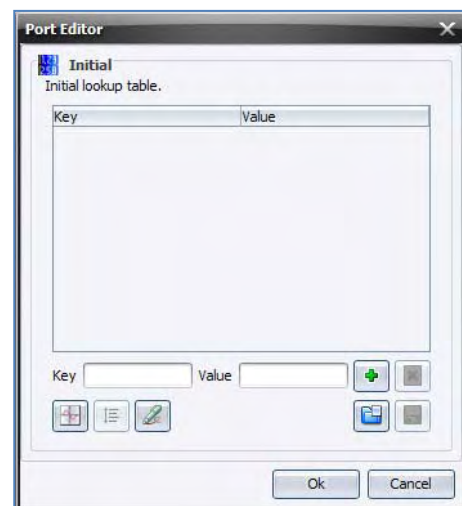 Port Editor
Initial
Initial lookup table.
Key Value
Key Value
Ok Cancel